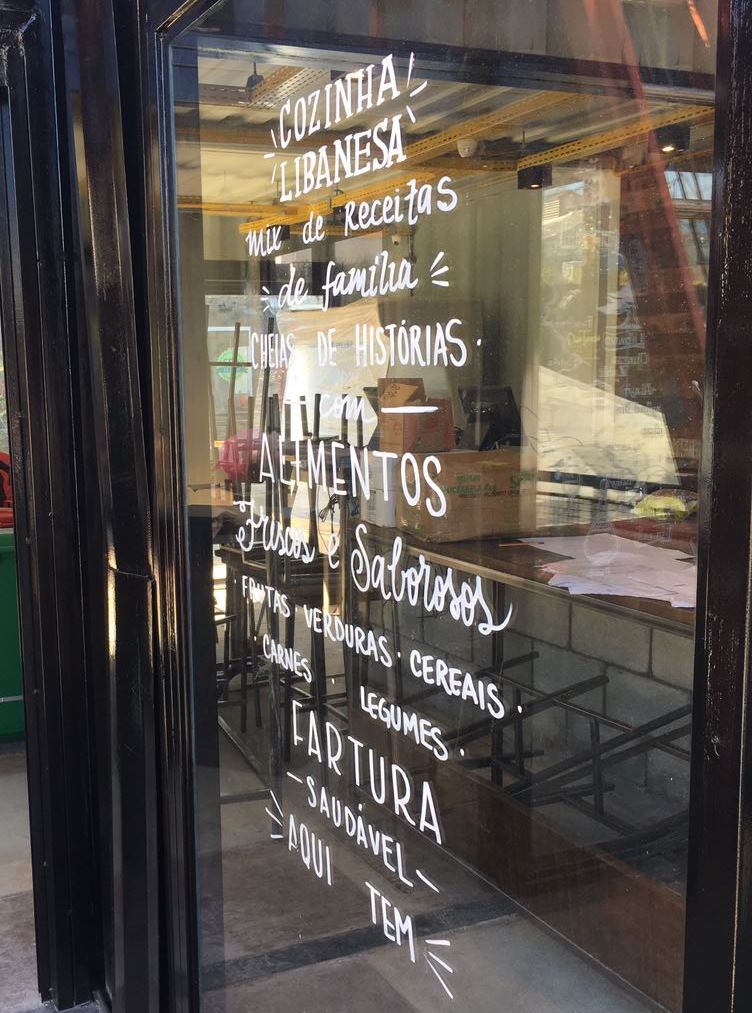 COZINHA
LIBANESA
mix de Receitas
de família
CHEIAS DE HISTÓRIAS.
com
ALIMENTOS
Frescos e Saborosos
FRUTAS · VERDURAS · CEREAIS ·
· CARNES · LEGUMES ·
FARTURA
SAUDÁVEL
AQUI TEM